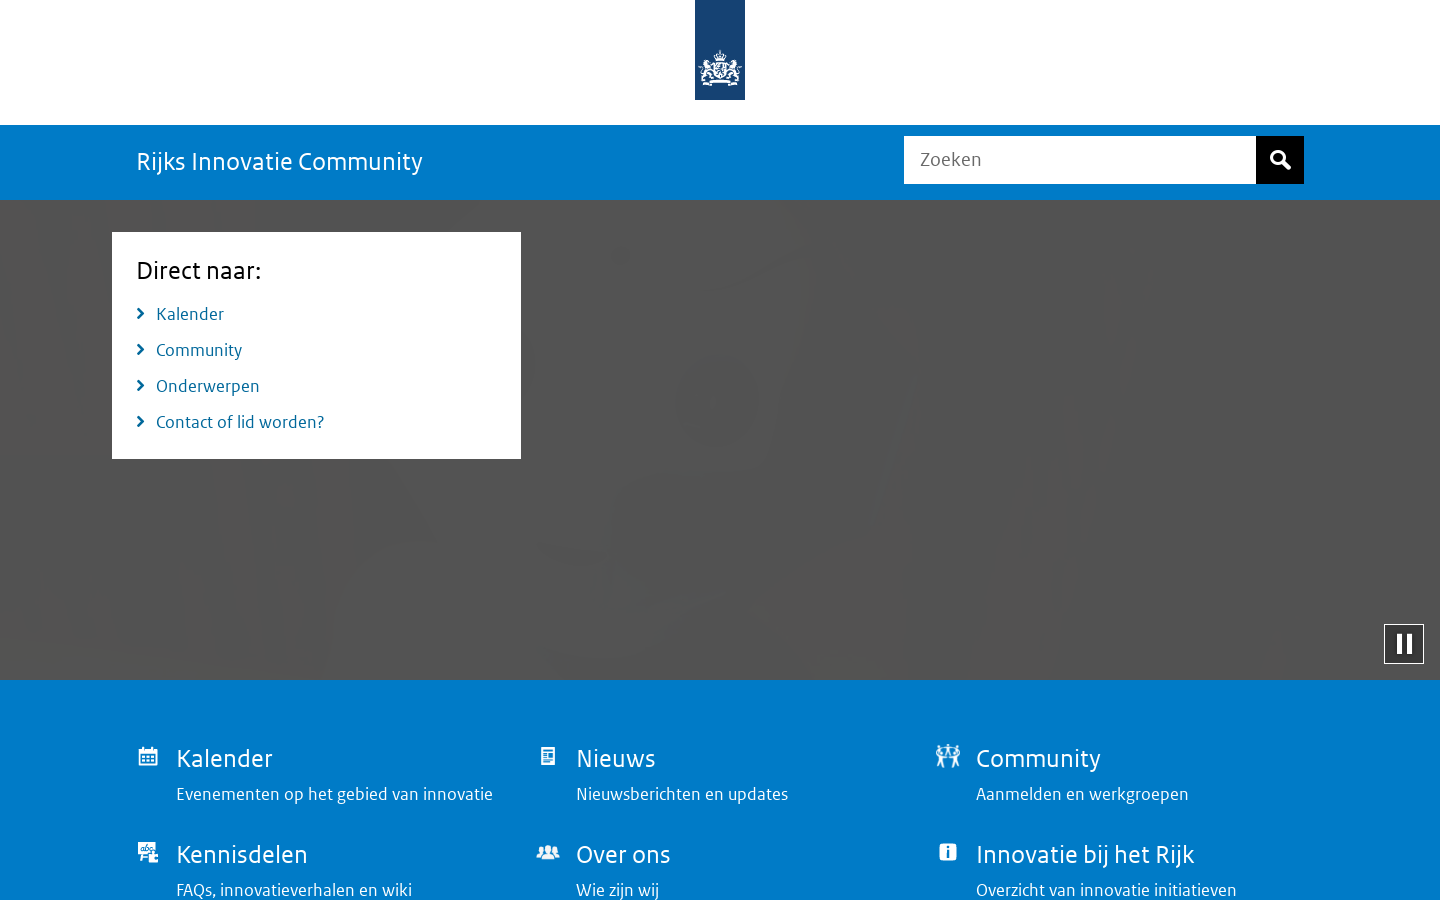 Rijks Innovatie Community
Zoeken
Direct naar:
Kalender
Community
Onderwerpen
Contact of lid worden?
Kalender
Evenementen op het gebied van innovatie
Nieuws
Nieuwsberichten en updates
Community
Aanmelden en werkgroepen
Kennisdelen
FAQs, innovatieverhalen en wiki
Over ons
Wie zijn wij
Innovatie bij het Rijk
Overzicht van innovatie initiatieven